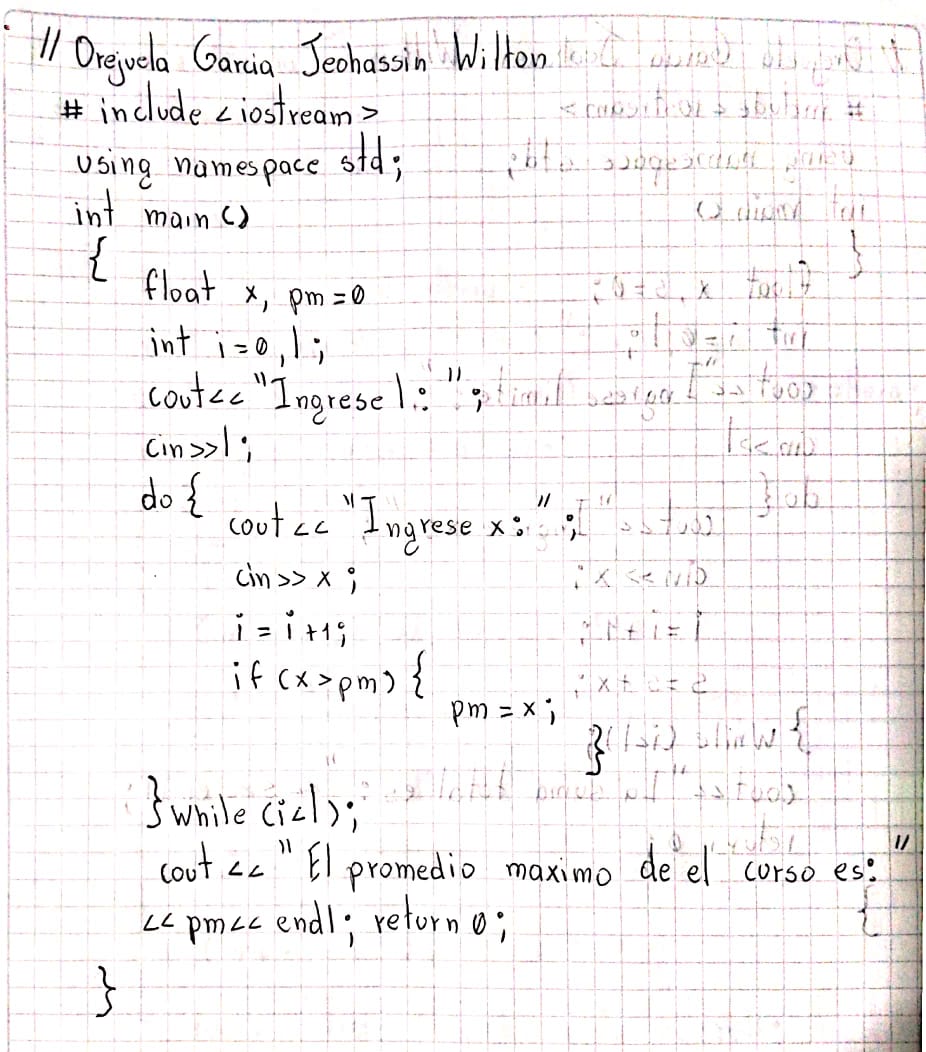 // Orejuela Garcia Jeohassin Wilton
# include <iostream>
using namespace std;
int main ()
{
float x, pm=0
int i=0,l;
cout<<"Ingrese l: ";
cin>>l;
do {
cout << "Ingrese x: ";
cin>> x ;
i = i +1;
if (x > pm) {
pm = x ;
}
} while (i<l);
cout << " El promedio maximo de el curso es: "
<< pm<< endl; return 0;
}